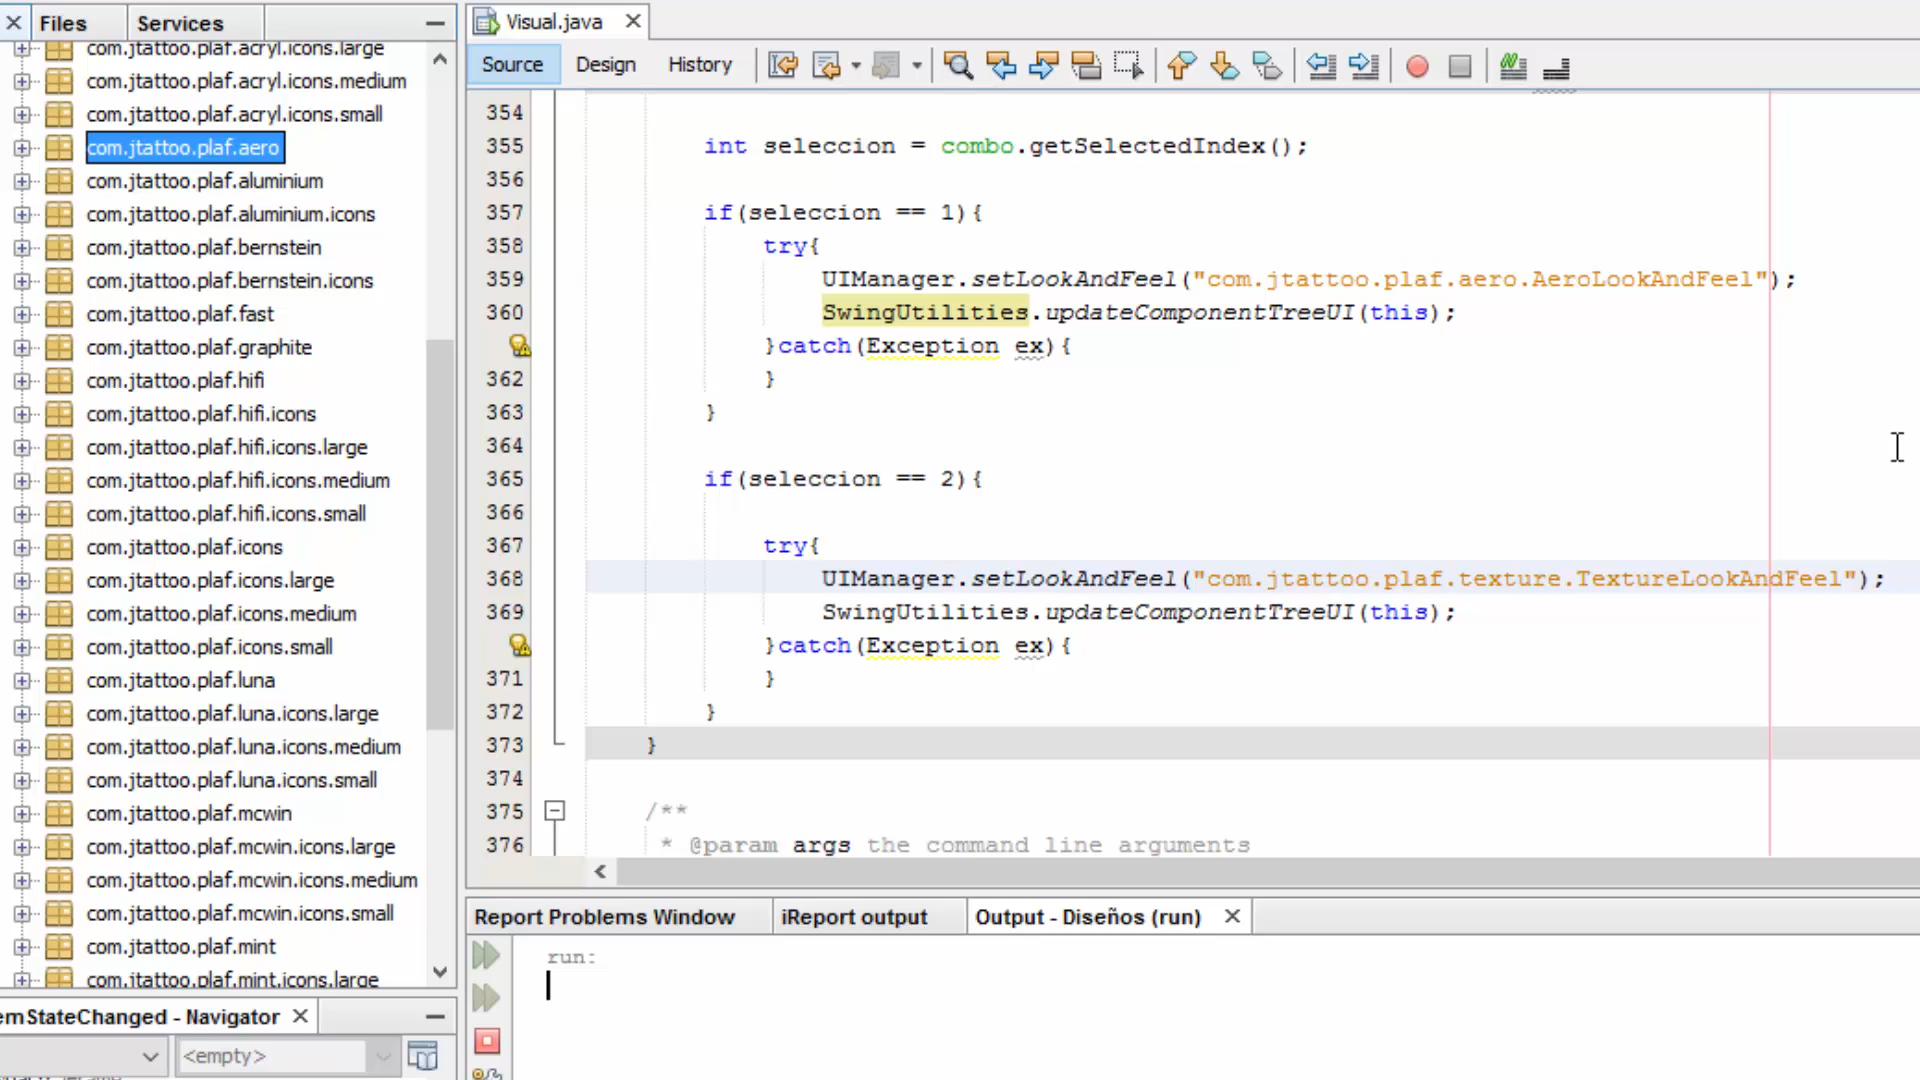 Files
Services
com.jtattoo.plaf.acryl.icons.large
com.jtattoo.plaf.acryl.icons.medium
com.jtattoo.plaf.acryl.icons.small
com.jtattoo.plaf.aero
com.jtattoo.plaf.aluminium
com.jtattoo.plaf.aluminium.icons
com.jtattoo.plaf.bernstein
com.jtattoo.plaf.bernstein.icons
com.jtattoo.plaf.fast
com.jtattoo.plaf.graphite
com.jtattoo.plaf.hifi
com.jtattoo.plaf.hifi.icons
com.jtattoo.plaf.hifi.icons.large
com.jtattoo.plaf.hifi.icons.medium
com.jtattoo.plaf.hifi.icons.small
com.jtattoo.plaf.icons
com.jtattoo.plaf.icons.large
com.jtattoo.plaf.icons.medium
com.jtattoo.plaf.icons.small
com.jtattoo.plaf.luna
com.jtattoo.plaf.luna.icons.large
com.jtattoo.plaf.luna.icons.medium
com.jtattoo.plaf.luna.icons.small
com.jtattoo.plaf.mcwin
com.jtattoo.plaf.mcwin.icons.large
com.jtattoo.plaf.mcwin.icons.medium
com.jtattoo.plaf.mcwin.icons.small
com.jtattoo.plaf.mint
com.jtattoo.plaf.mint.icons.large
emStateChanged - Navigator
<empty>
Visual.java
Source Design History
354
355 int seleccion = combo.getSelectedIndex();
356
357 if(seleccion == 1){
358 try{
359 UIManager.setLookAndFeel("com.jtattoo.plaf.aero.AeroLookAndFeel");
360 SwingUtilities.updateComponentTreeUI(this);
}catch(Exception ex){
362 }
363 }
364
365 if(seleccion == 2){
366
367 try{
368 UIManager.setLookAndFeel("com.jtattoo.plaf.texture.TextureLookAndFeel");
369 SwingUtilities.updateComponentTreeUI(this);
}catch(Exception ex){
371 }
372 }
373 }
374
375 /**
376 * @param args the command line arguments
Report Problems Window
iReport output
Output - Diseños (run)
run: